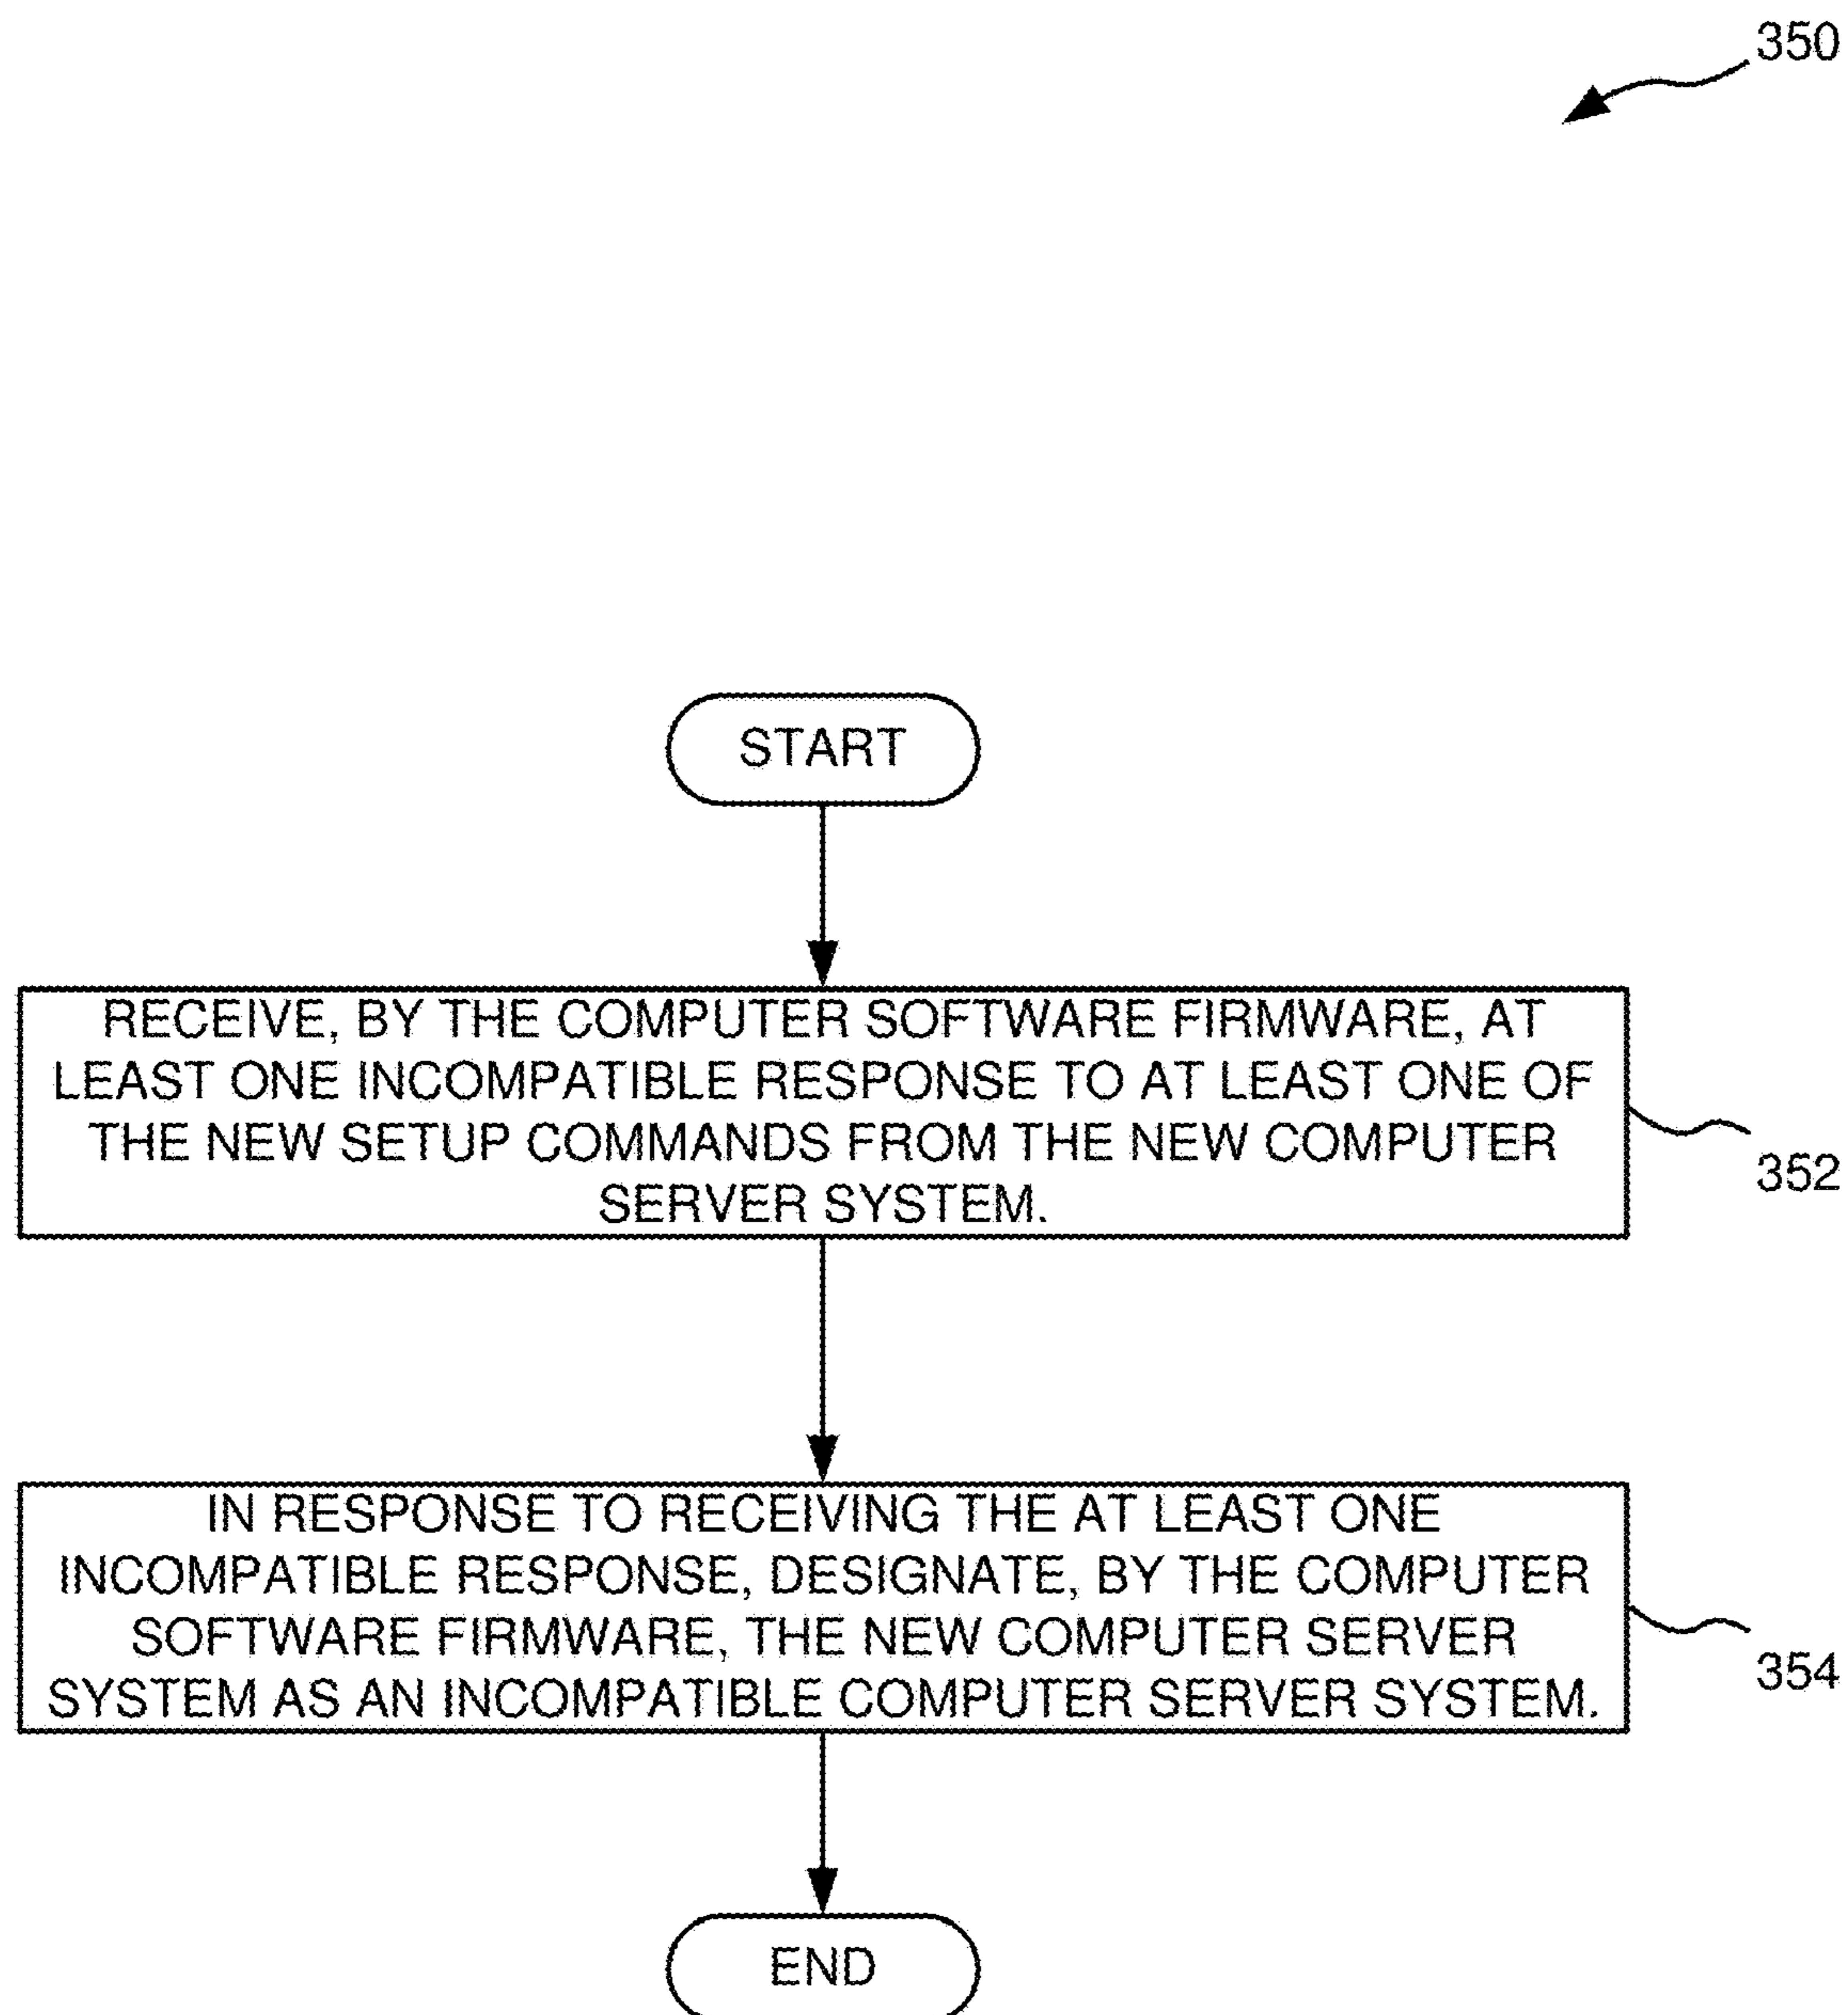 350
START
RECEIVE, BY THE COMPUTER SOFTWARE FIRMWARE, AT
LEAST ONE INCOMPATIBLE RESPONSE TO AT LEAST ONE OF
THE NEW SETUP COMMANDS FROM THE NEW COMPUTER
SERVER SYSTEM.
352
IN RESPONSE TO RECEIVING THE AT LEAST ONE
INCOMPATIBLE RESPONSE, DESIGNATE, BY THE COMPUTER
SOFTWARE FIRMWARE, THE NEW COMPUTER SERVER
SYSTEM AS AN INCOMPATIBLE COMPUTER SERVER SYSTEM.
354
END